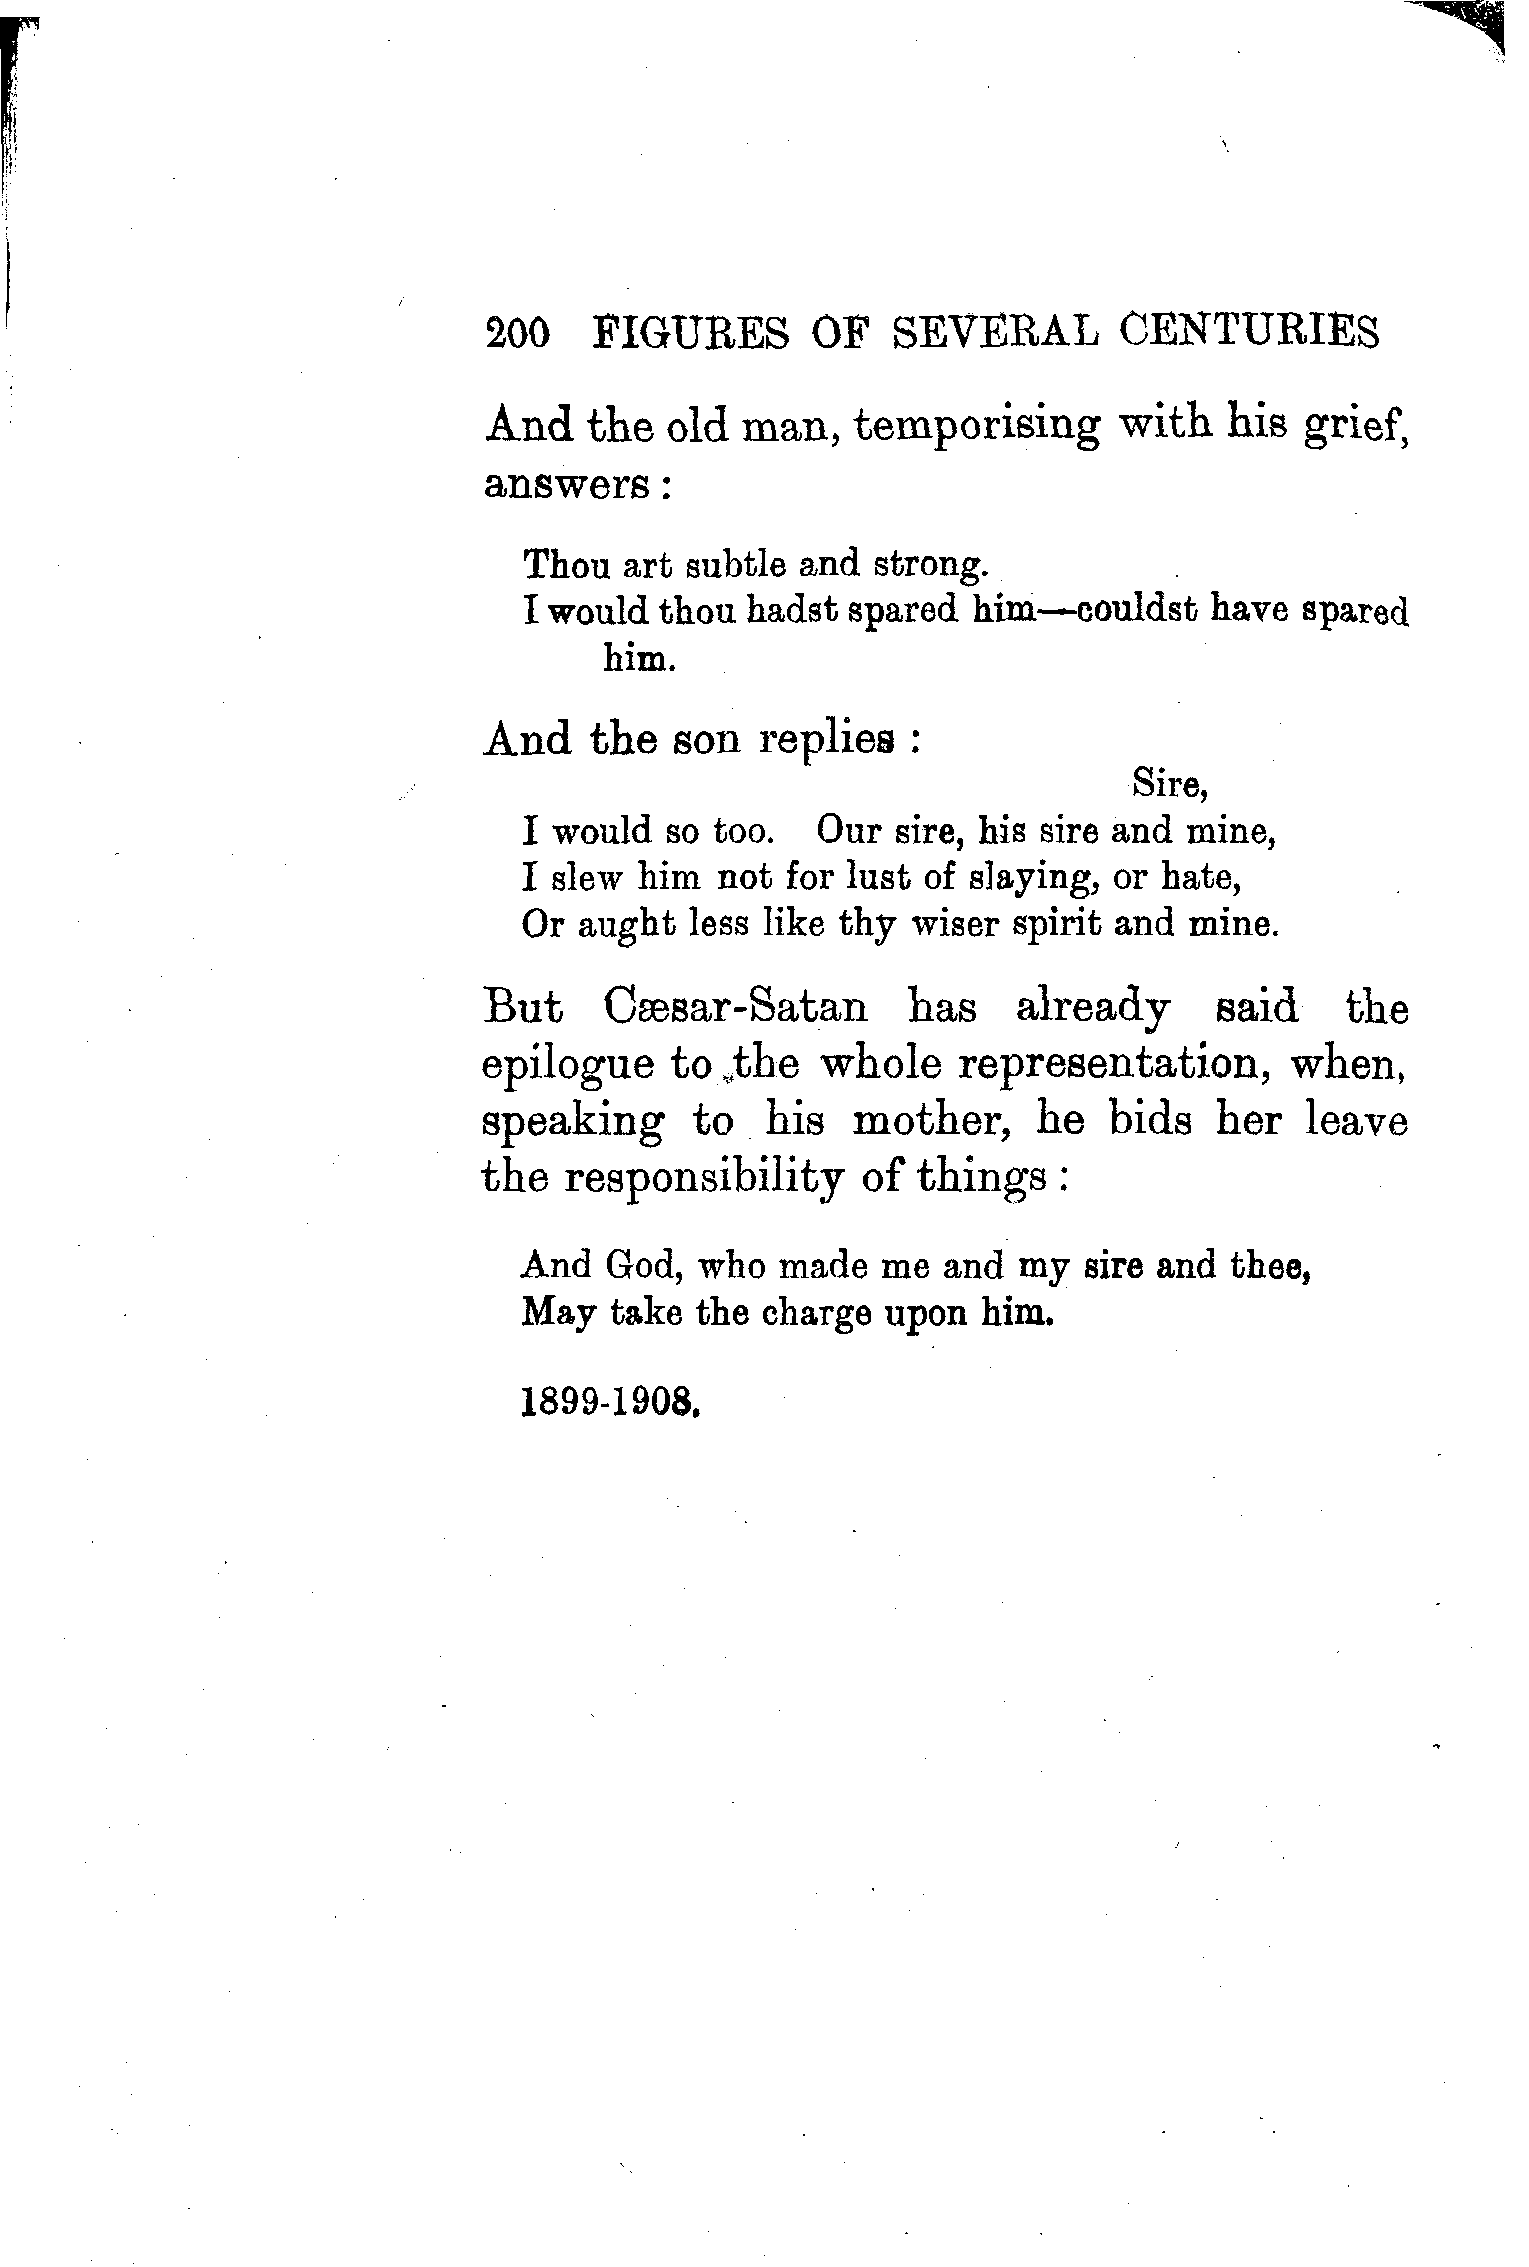 200 FIGURES OF SEVERAL CENTURIES
And the old man, temporising with his grief,
answers :
Thou art subtle and strong.
I would thou hadst spared him—couldst have spared
him.
And the son replies :
Sire,
I would so too. Our sire, his sire and mine,
I slew him not for lust of slaying, or hate,
Or aught less like thy wiser spirit and mine.
But Cæsar-Satan has already said the
epilogue to the whole representation, when,
speaking to his mother, he bids her leave
the responsibility of things :
And God, who made me and my sire and thee,
May take the charge upon him.
1899-1908.